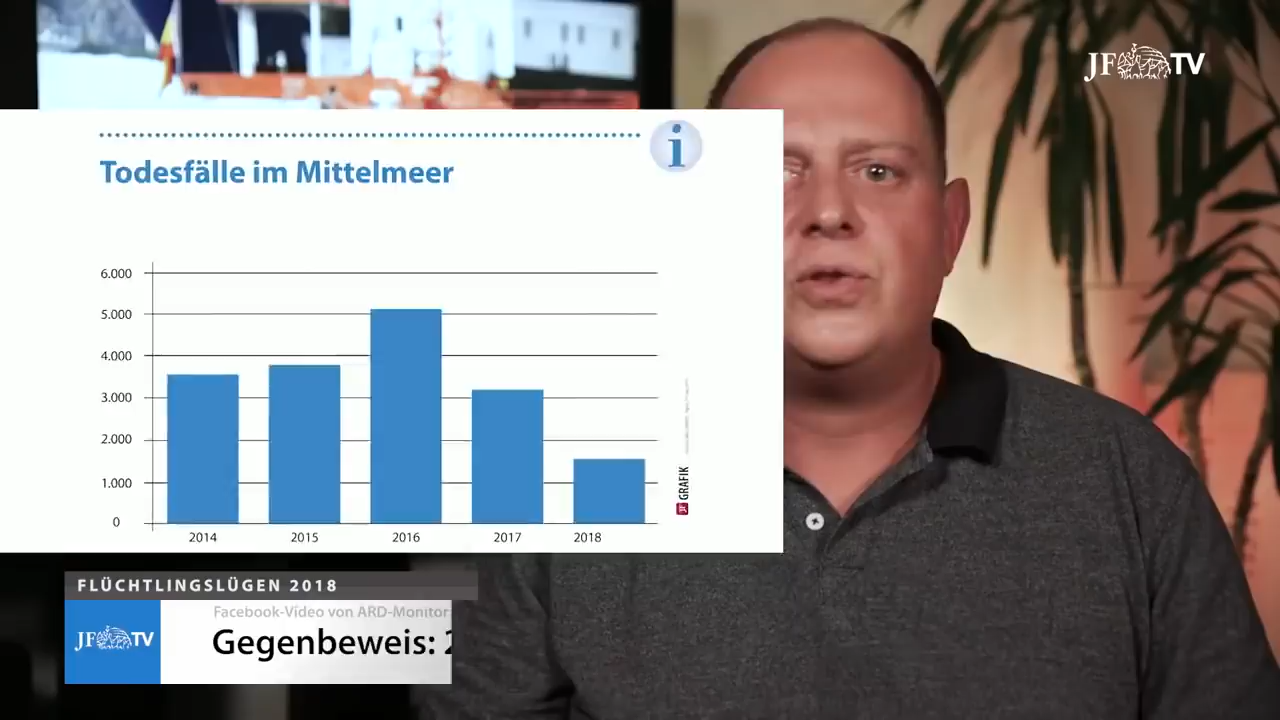 JF TV
i
Todesfälle im Mittelmeer
6.000
5.000
4.000
3.000
2.000
1.000
0
2014 2015 2016 2017 2018
JF GRAFIK
FLÜCHTLINGSLÜGEN 2018
Facebook-Video von ARD-Monitor
JF TV
Gegenbeweis: 2